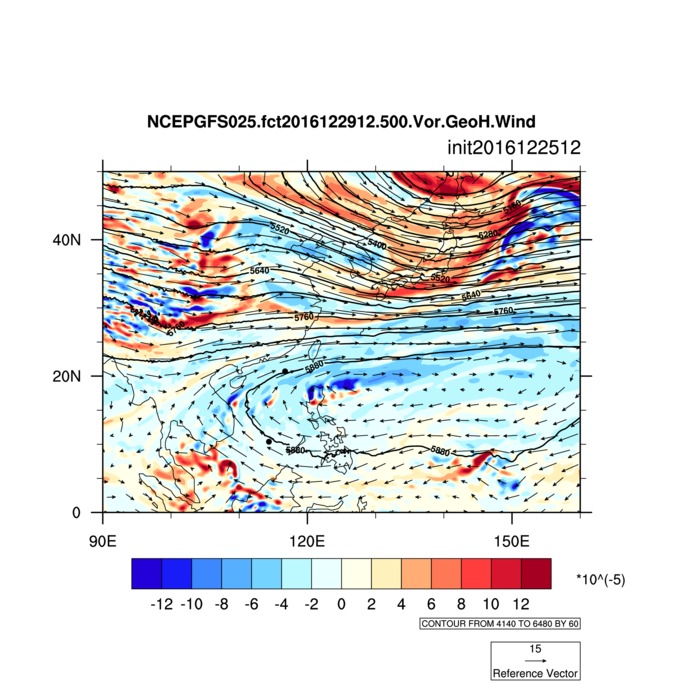 NCEPGFS025.fct2016122912.500.Vor.GeoH.Wind
init2016122512
5160
5280
5520
5400
40N
5640
5520
5640
5760
5760
5880
20N
5880
5880
0
90E 120E 150E
-12 -10 -8 -6 -4 -2 0 2 4 6 8 10 12
*10^(-5)
CONTOUR FROM 4140 TO 6480 BY 60
15
Reference Vector